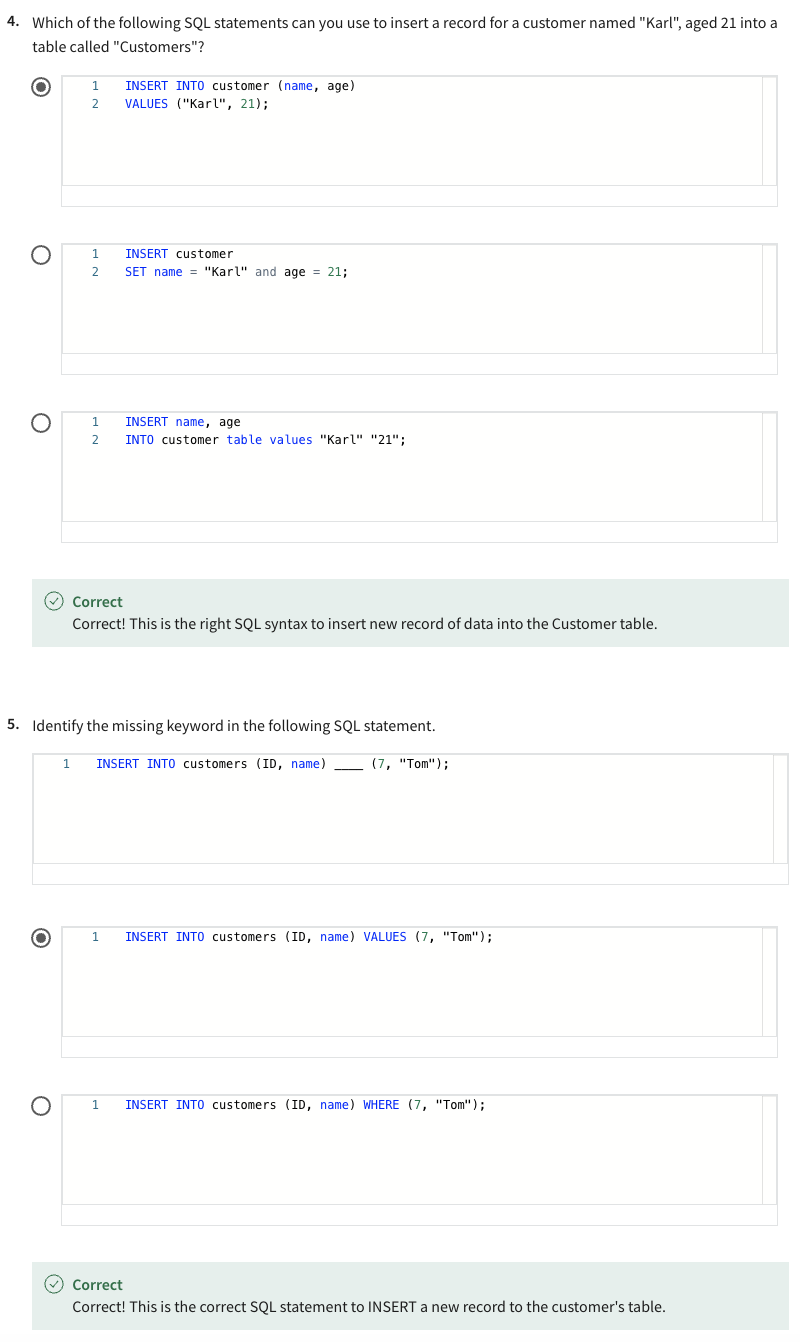 4. Which of the following SQL statements can you use to insert a record for a customer named "Karl", aged 21 into a
table called "Customers"?
1 INSERT INTO customer (name, age)
2 VALUES ("Karl", 21);
1 INSERT customer
2 SET name = "Karl" and age = 21;
1 INSERT name, age
2 INTO customer table values "Karl" "21";
Correct
Correct! This is the right SQL syntax to insert new record of data into the Customer table.
5. Identify the missing keyword in the following SQL statement.
1 INSERT INTO customers (ID, name) ____ (7, "Tom");
1 INSERT INTO customers (ID, name) VALUES (7, "Tom");
1 INSERT INTO customers (ID, name) WHERE (7, "Tom");
Correct
Correct! This is the correct SQL statement to INSERT a new record to the customer's table.